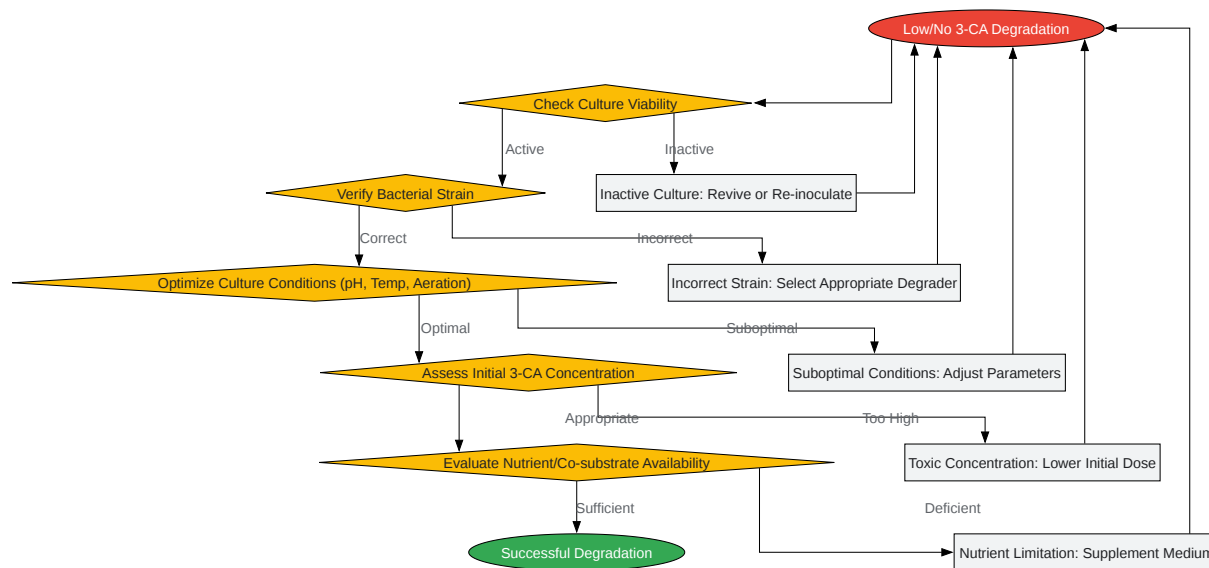 Low/No 3-CA Degradation
Check Culture Viability
Active
Inactive
Verify Bacterial Strain
Inactive Culture: Revive or Re-inoculate
Correct
Incorrect
Optimize Culture Conditions (pH, Temp, Aeration)
Incorrect Strain: Select Appropriate Degrader
Optimal
Suboptimal
Assess Initial 3-CA Concentration
Suboptimal Conditions: Adjust Parameters
Appropriate
Too High
Evaluate Nutrient/Co-substrate Availability
Toxic Concentration: Lower Initial Dose
Sufficient
Deficient
Successful Degradation
Nutrient Limitation: Supplement Medium